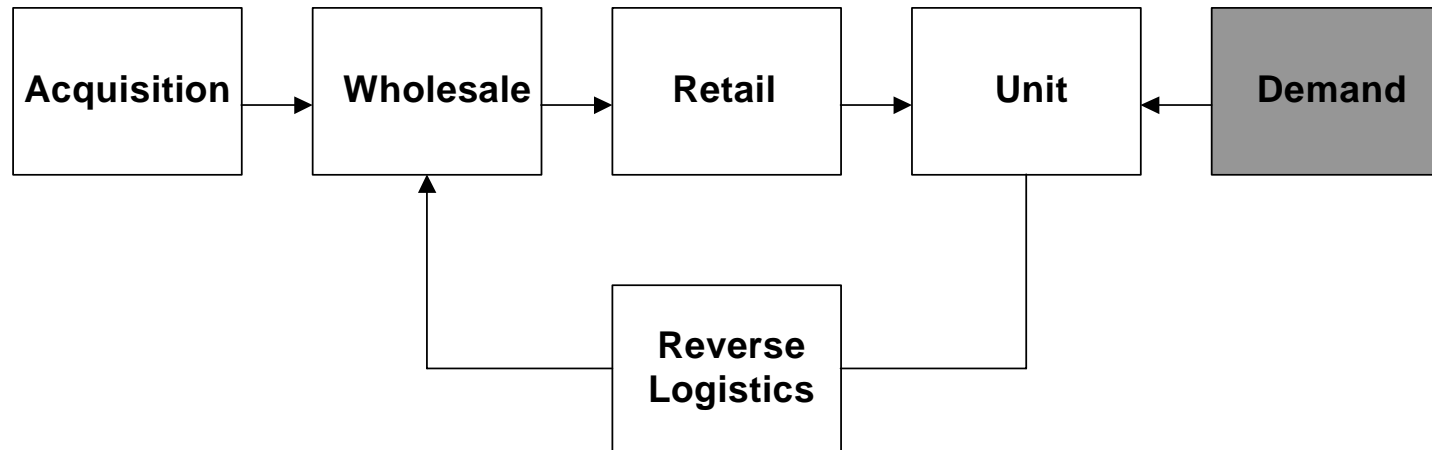 Acquisition
Wholesale
Retail
Unit
Demand
Reverse
Logistics